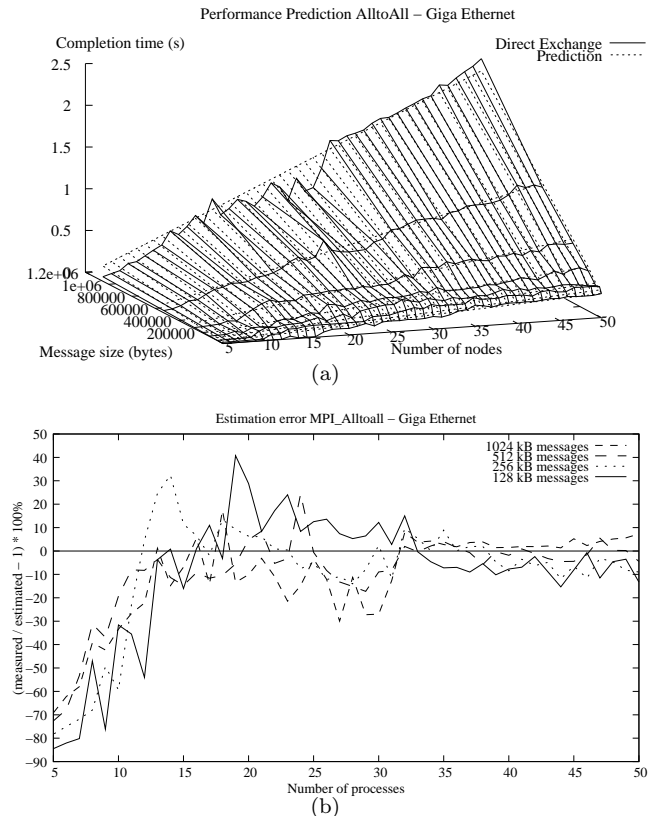 Performance Prediction AlltoAll – Giga Ethernet
Completion time (s)
Direct Exchange
Prediction
2.5
2
1.5
1
0.5
0
1.2e+06
1e+06
800000
600000
400000
200000
Message size (bytes)
5
10
15
20
25
30
35
40
45
50
Number of nodes
(a)
Estimation error MPI_Alltoall – Giga Ethernet
(measured / estimated – 1) * 100%
50
40
30
20
10
0
–10
–20
–30
–40
–50
–60
–70
–80
–90
1024 kB messages
512 kB messages
256 kB messages
128 kB messages
5
10
15
20
25
30
35
40
45
50
Number of processes
(b)